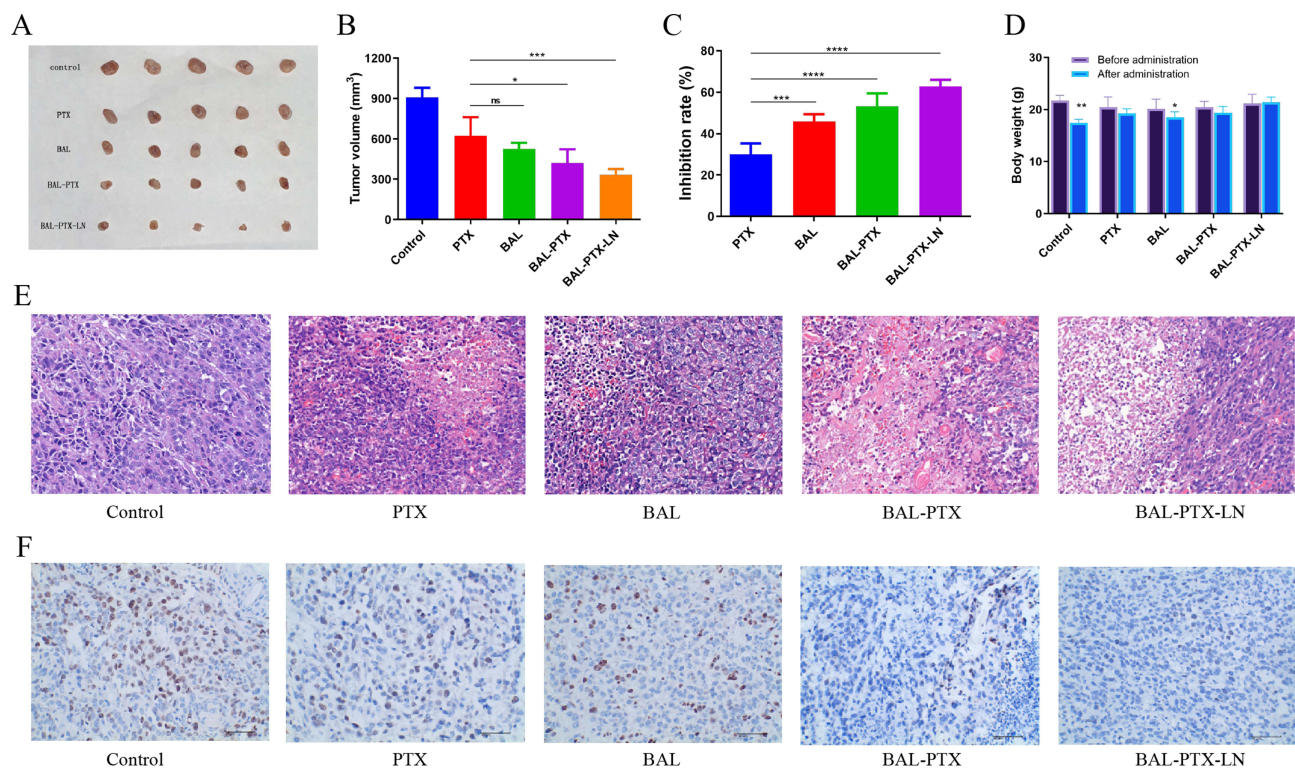 A
control
PTX
BAL
BAL-PTX
BAL-PTX-LN
B
Tumor volume (mm³)
1200
900
600
300
0
***
*
ns
Control
PTX
BAL
BAL-PTX
BAL-PTX-LN
C
Inhibition rate (%)
80
60
40
20
0
****
****
***
PTX
BAL
BAL-PTX
BAL-PTX-LN
D
Before administration
After administration
Body weight (g)
30
20
10
0
**
*
Control
PTX
BAL
BAL-PTX
BAL-PTX-LN
E
Control
PTX
BAL
BAL-PTX
BAL-PTX-LN
F
Control
PTX
BAL
BAL-PTX
BAL-PTX-LN